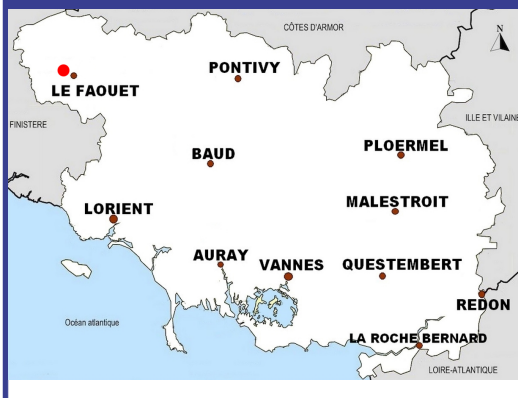 CÔTES D'ARMOR
N
PONTIVY
LE FAOUET
FINISTERE
ILLE ET VILAINE
PLOERMEL
BAUD
MALESTROIT
LORIENT
AURAY
VANNES
QUESTEMBERT
REDON
Océan atlantique
LA ROCHE BERNARD
LOIRE-ATLANTIQUE